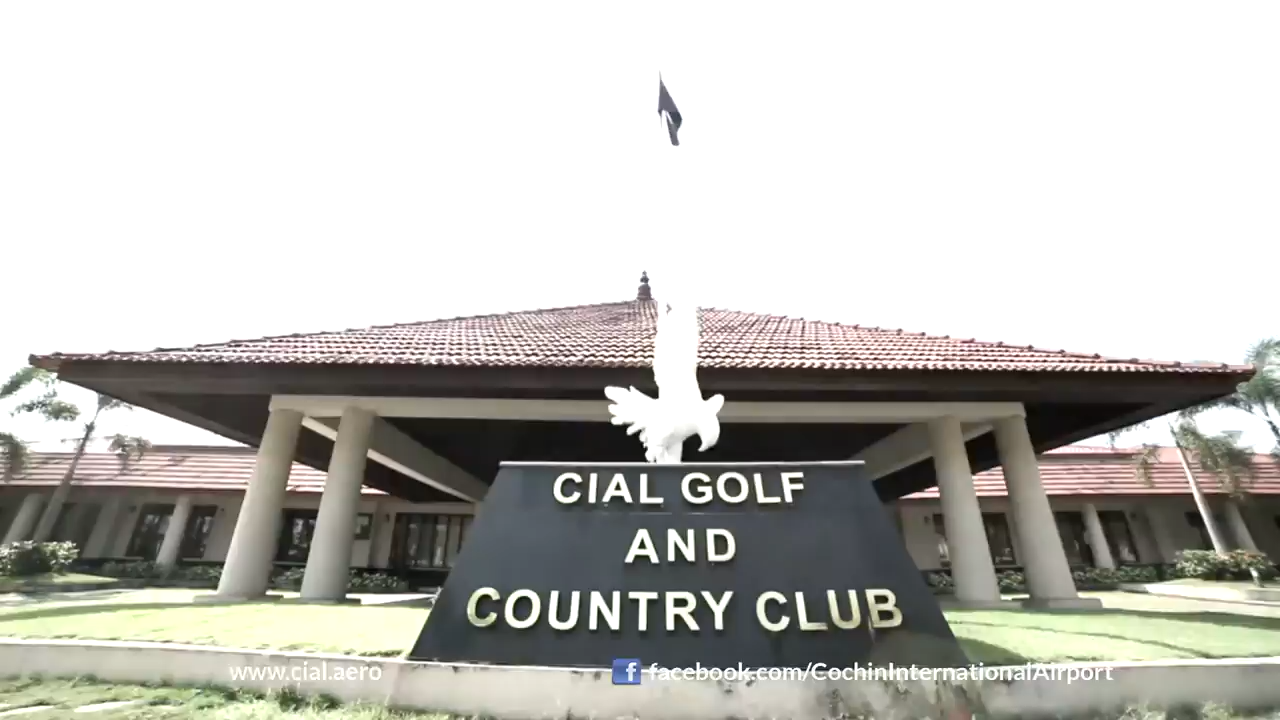 CIAL GOLF
AND
COUNTRY CLUB
www.cial.aero
facebook.com/CochinInternationalAirport